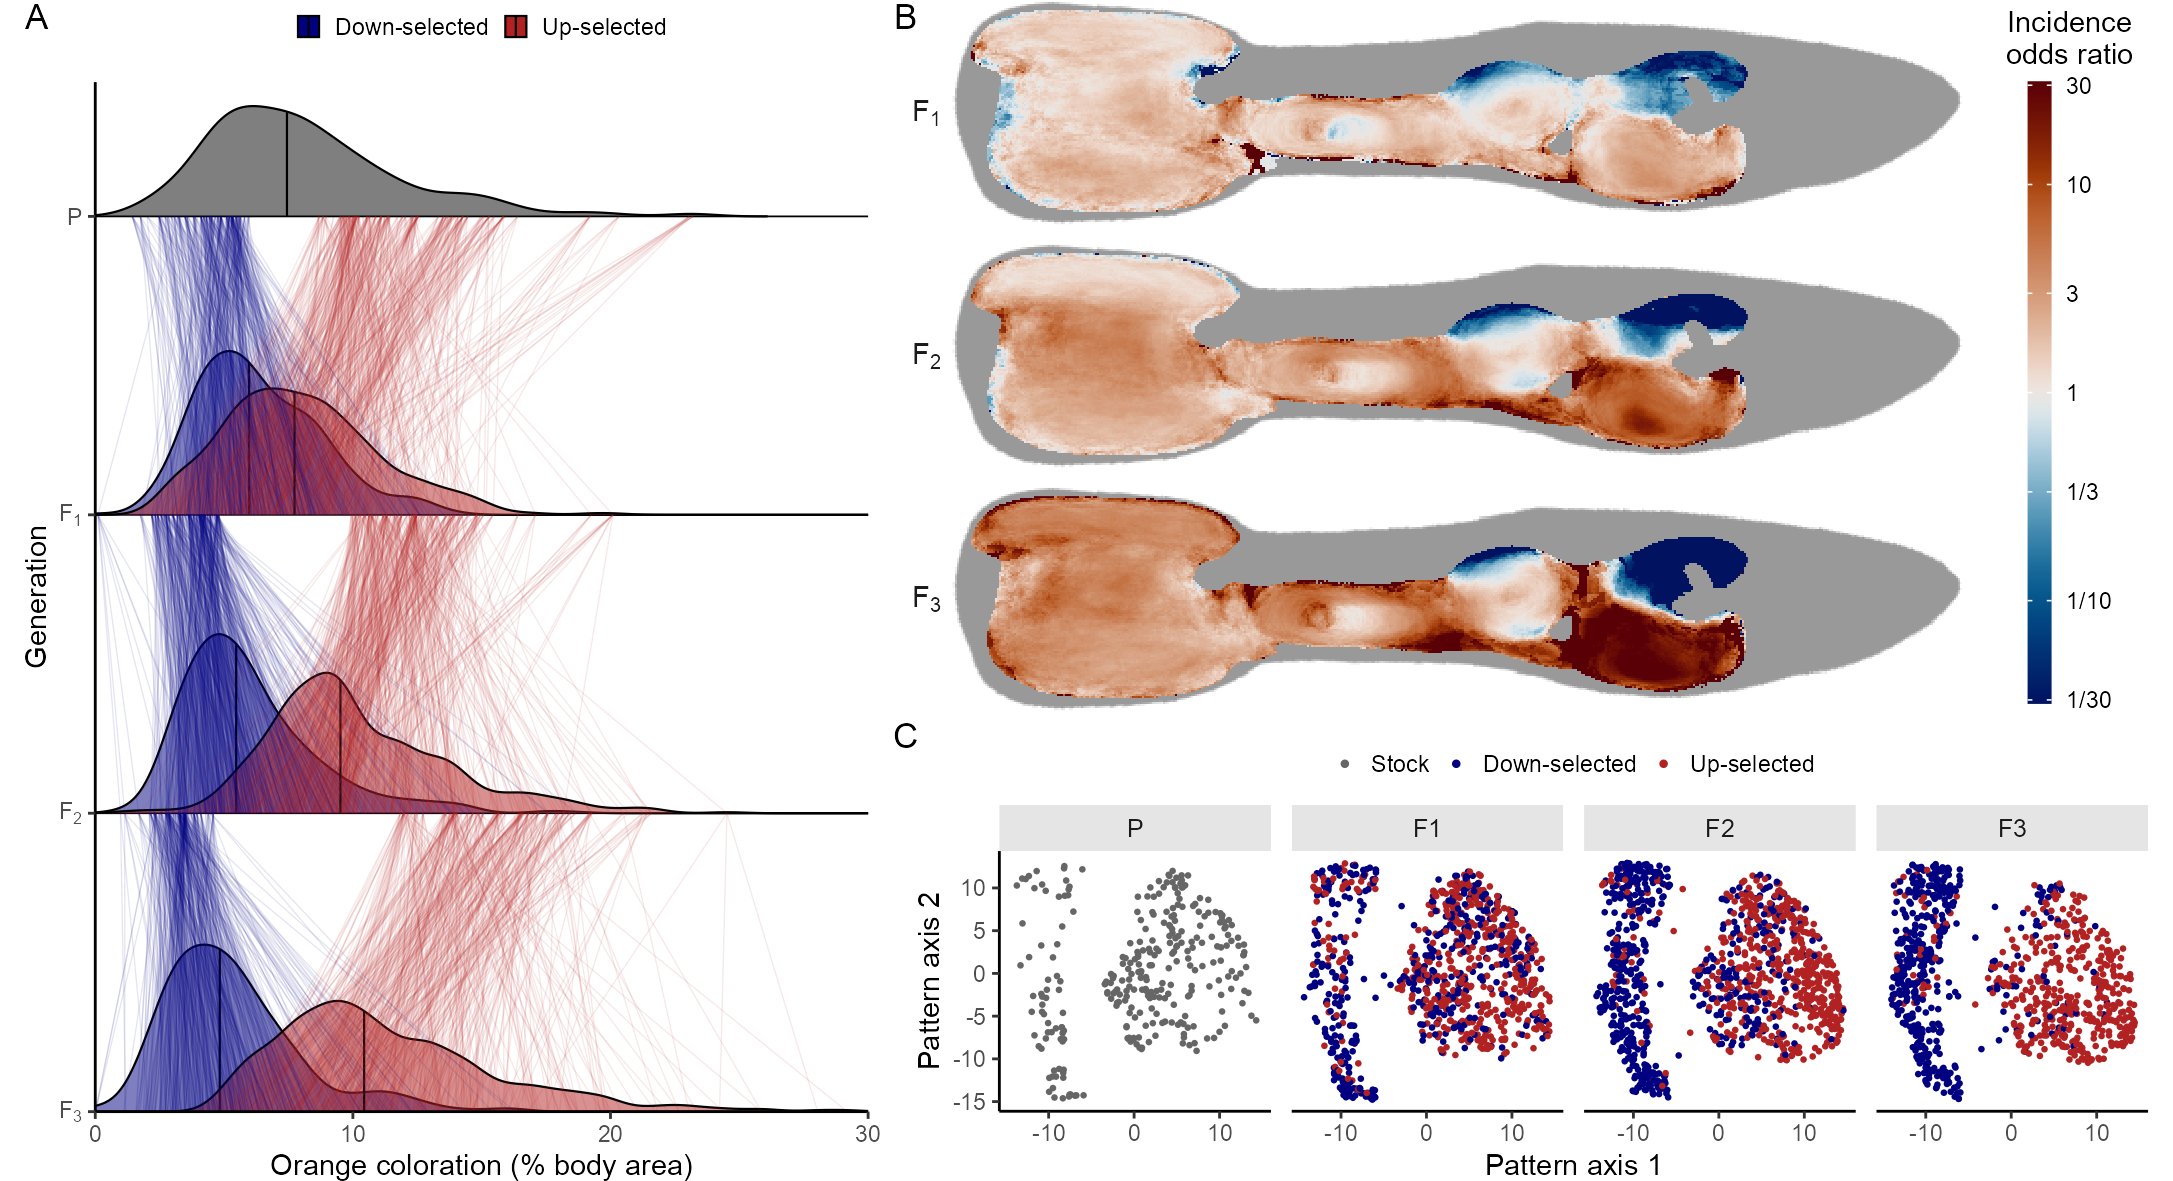 A
Down-selected
Up-selected
P
F1
F2
F3
Generation
0
10
20
30
Orange coloration (% body area)
B
F1
F2
F3
Incidence
odds ratio
30
10
3
1
1/3
1/10
1/30
C
Stock
Down-selected
Up-selected
P
F1
F2
F3
10
5
0
-5
-10
-15
Pattern axis 2
-10 0 10
-10 0 10
-10 0 10
-10 0 10
Pattern axis 1